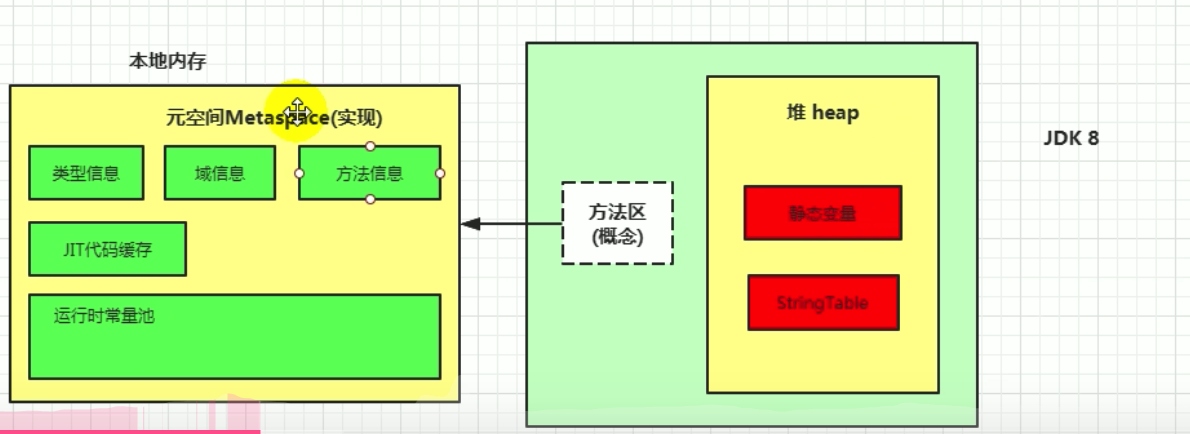 本地内存
元空间Metaspace(实现)
类型信息
域信息
方法信息
JIT代码缓存
运行时常量池
方法区
(概念)
堆 heap
静态变量
StringTable
JDK 8